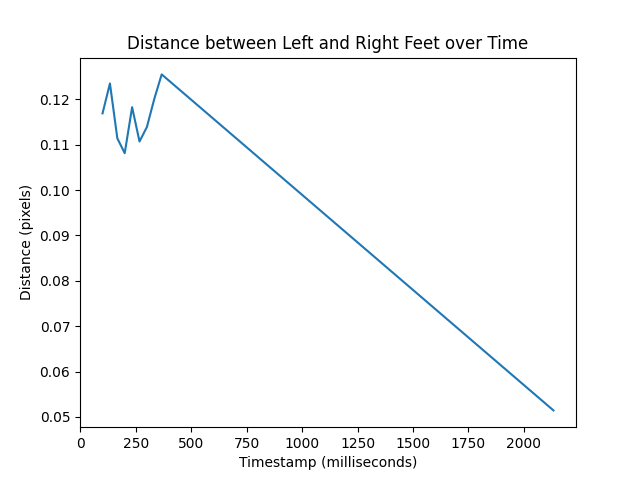 Distance between Left and Right Feet over Time
0.12
0.11
0.10
0.09
0.08
0.07
0.06
0.05
Distance (pixels)
0 250 500 750 1000 1250 1500 1750 2000
Timestamp (milliseconds)